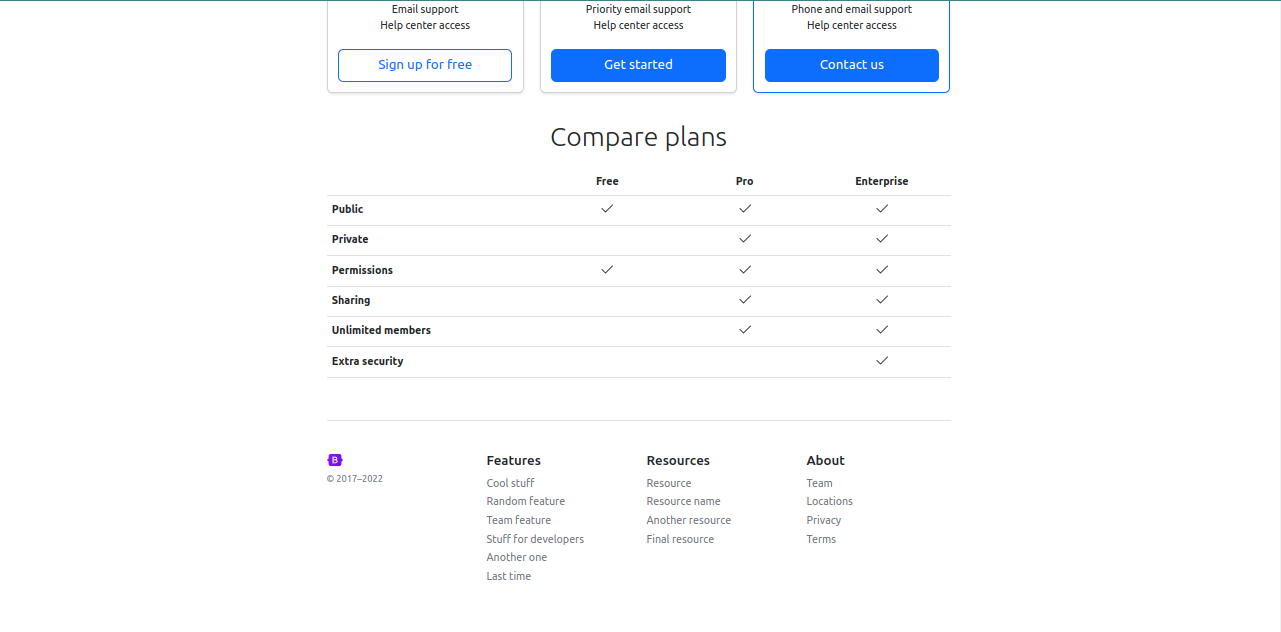 Email support
Help center access
Sign up for free
Priority email support
Help center access
Get started
Phone and email support
Help center access
Contact us
Compare plans
Free Pro Enterprise
Public
Private
Permissions
Sharing
Unlimited members
Extra security
B
© 2017–2022
Features
Cool stuff
Random feature
Team feature
Stuff for developers
Another one
Last time
Resources
Resource
Resource name
Another resource
Final resource
About
Team
Locations
Privacy
Terms